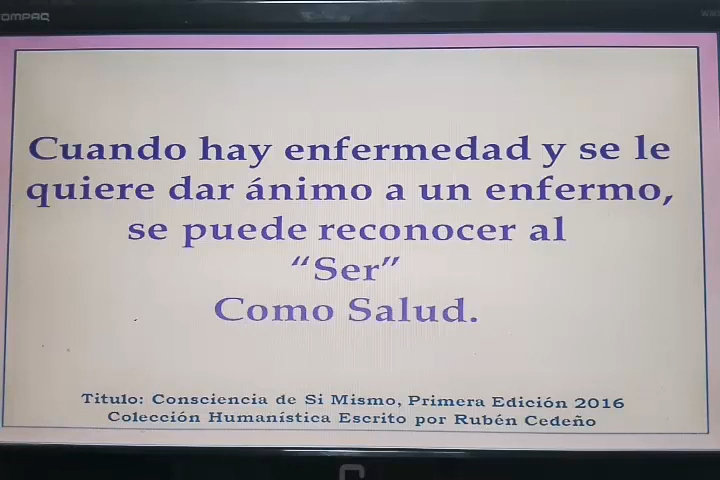 COMPAQ
Cuando hay enfermedad y se le
quiere dar ánimo a un enfermo,
se puede reconocer al
“Ser”
Como Salud.
Titulo: Consciencia de Si Mismo, Primera Edición 2016
Colección Humanística Escrito por Rubén Cedeño